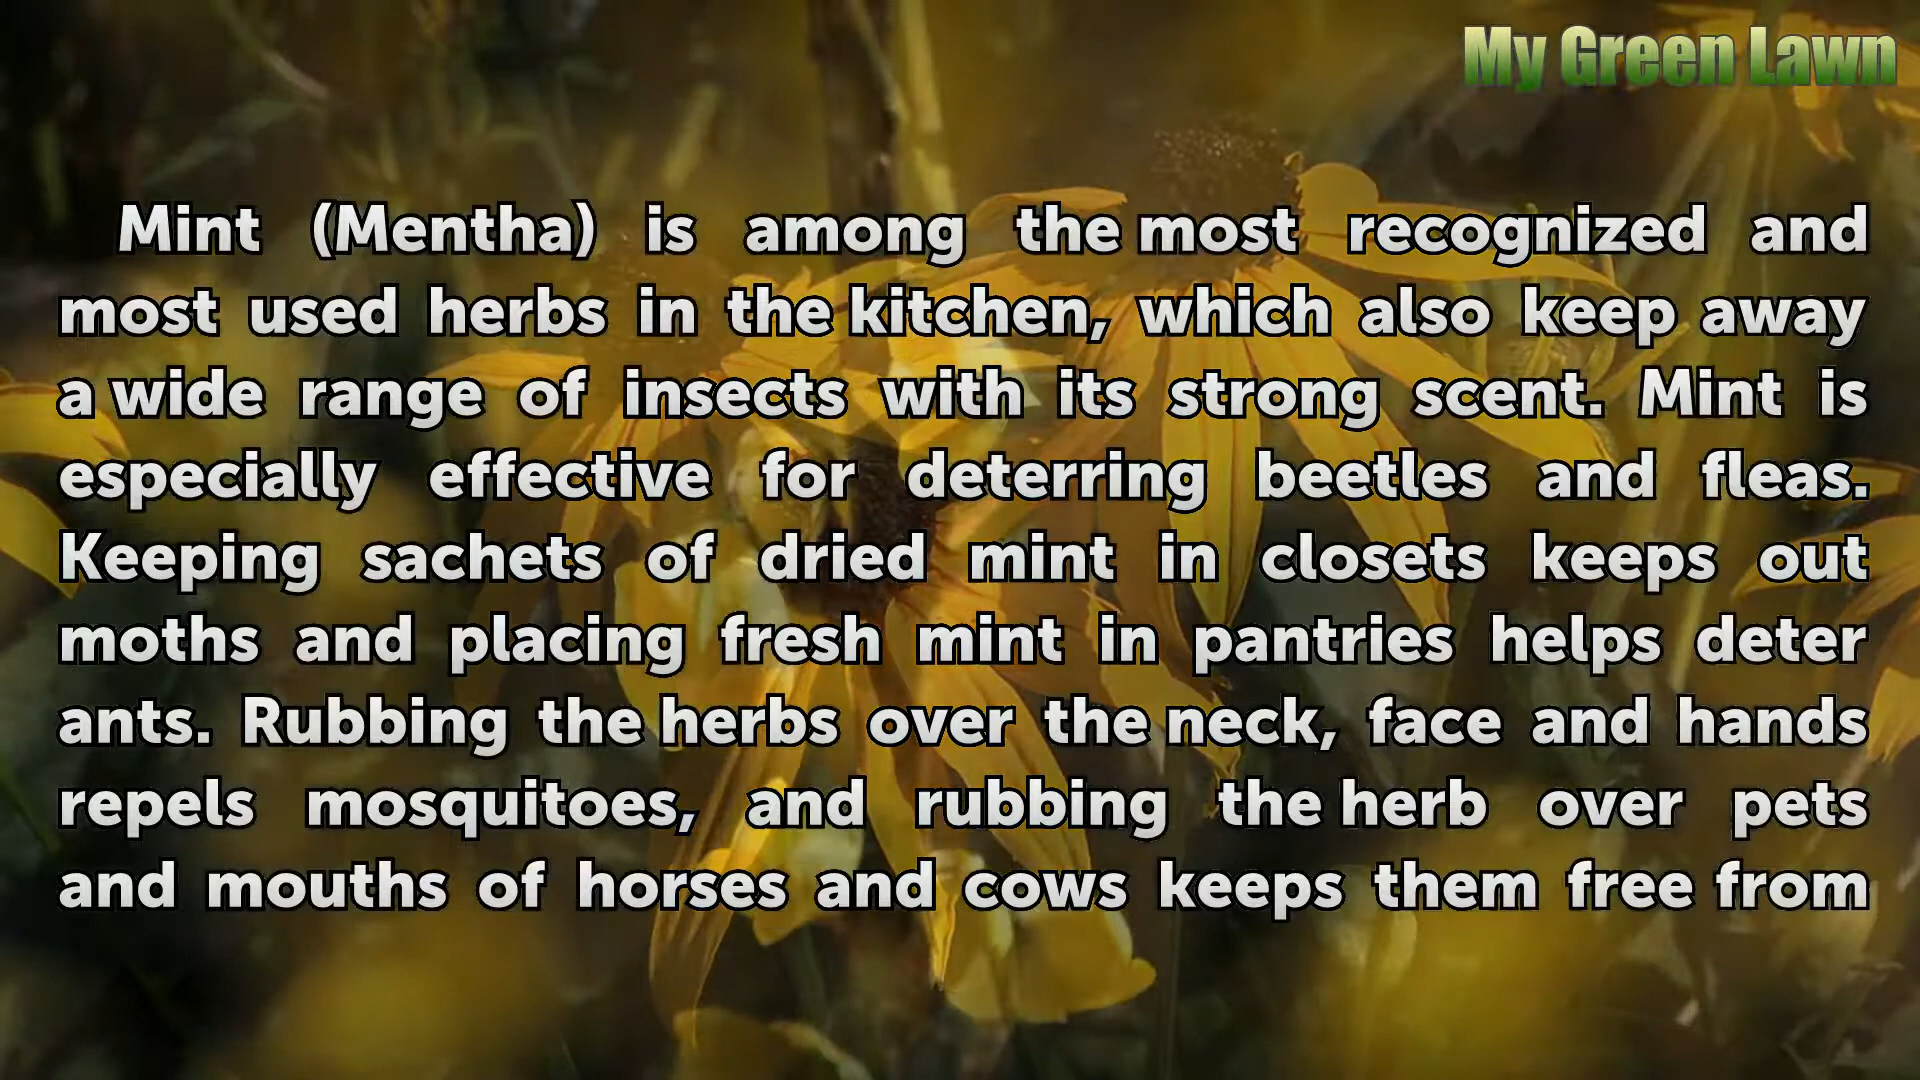 My Green Lawn
Mint (Mentha) is among the most recognized and
most used herbs in the kitchen, which also keep away
a wide range of insects with its strong scent. Mint is
especially effective for deterring beetles and fleas.
Keeping sachets of dried mint in closets keeps out
moths and placing fresh mint in pantries helps deter
ants. Rubbing the herbs over the neck, face and hands
repels mosquitoes, and rubbing the herb over pets
and mouths of horses and cows keeps them free from